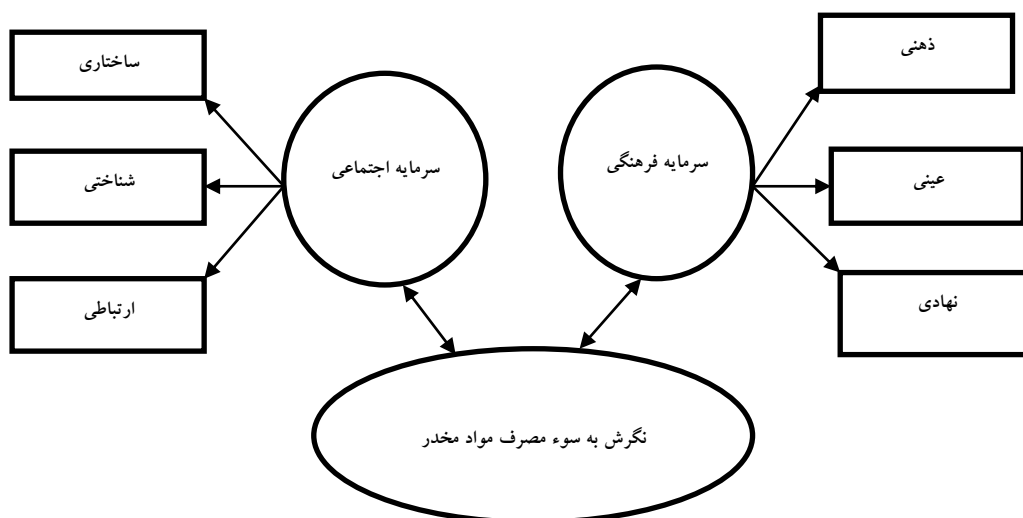 ذهنی
ساختاری
سرمایه فرهنگی
سرمایه اجتماعی
عینی
شناختی
نهادی
ارتباطی
نگرش به سوء مصرف مواد مخدر